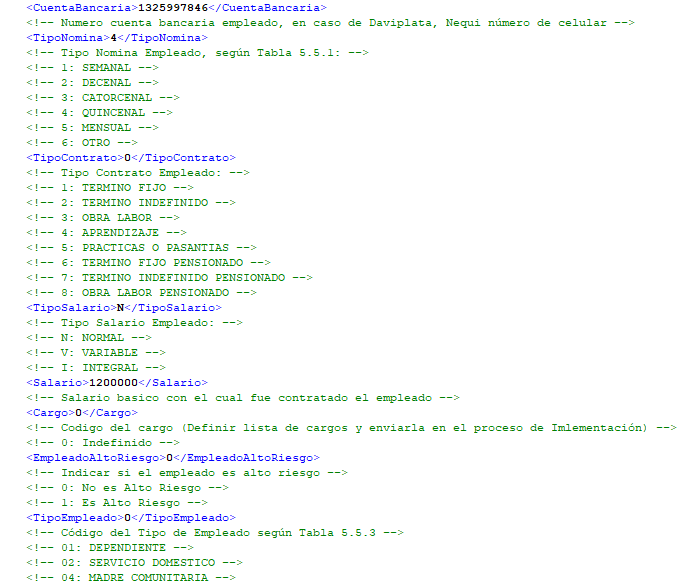 <CuentaBancaria>1325997846</CuentaBancaria>
<!-- Numero cuenta bancaria empleado, en caso de Daviplata, Nequi número de celular -->
<TipoNomina>4</TipoNomina>
<!-- Tipo Nomina Empleado, según Tabla 5.5.1: -->
<!-- 1: SEMANAL -->
<!-- 2: DECENAL -->
<!-- 3: CATORCENAL -->
<!-- 4: QUINCENAL -->
<!-- 5: MENSUAL -->
<!-- 6: OTRO -->
<TipoContrato>0</TipoContrato>
<!-- Tipo Contrato Empleado: -->
<!-- 1: TERMINO FIJO -->
<!-- 2: TERMINO INDEFINIDO -->
<!-- 3: OBRA LABOR -->
<!-- 4: APRENDIZAJE -->
<!-- 5: PRACTICAS O PASANTIAS -->
<!-- 6: TERMINO FIJO PENSIONADO -->
<!-- 7: TERMINO INDEFINIDO PENSIONADO -->
<!-- 8: OBRA LABOR PENSIONADO -->
<TipoSalario>N</TipoSalario>
<!-- Tipo Salario Empleado: -->
<!-- N: NORMAL -->
<!-- V: VARIABLE -->
<!-- I: INTEGRAL -->
<Salario>1200000</Salario>
<!-- Salario basico con el cual fue contratado el empleado -->
<Cargo>0</Cargo>
<!-- Codigo del cargo (Definir lista de cargos y enviarla en el proceso de Imlementación) -->
<!-- 0: Indefinido -->
<EmpleadoAltoRiesgo>0</EmpleadoAltoRiesgo>
<!-- Indicar si el empleado es alto riesgo -->
<!-- 0: No es Alto Riesgo -->
<!-- 1: Es Alto Riesgo -->
<TipoEmpleado>0</TipoEmpleado>
<!-- Código del Tipo de Empleado según Tabla 5.5.3 -->
<!-- 01: DEPENDIENTE -->
<!-- 02: SERVICIO DOMESTICO -->
<!-- 04: MADRE COMUNITARIA -->